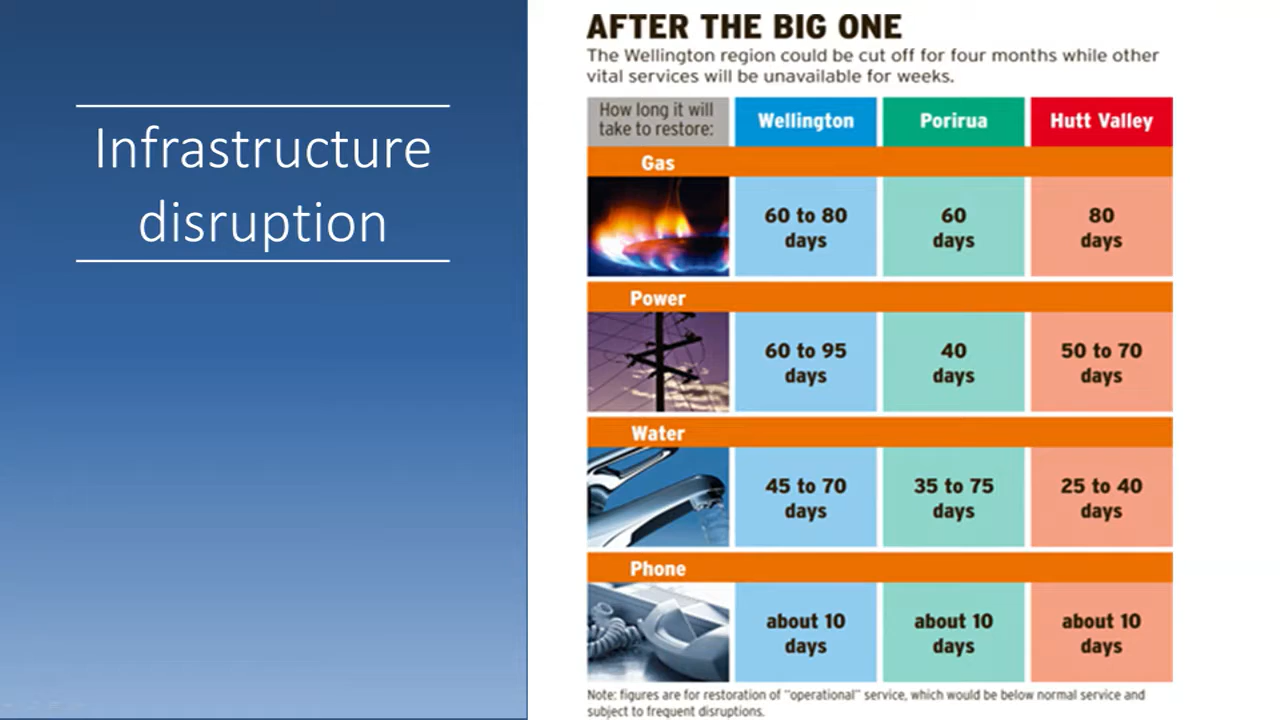 Infrastructure
disruption
AFTER THE BIG ONE
The Wellington region could be cut off for four months while other
vital services will be unavailable for weeks.
How long it will
take to restore:
Wellington
Porirua
Hutt Valley
Gas
60 to 80
days
60
days
80
days
Power
60 to 95
days
40
days
50 to 70
days
Water
45 to 70
days
35 to 75
days
25 to 40
days
Phone
about 10
days
about 10
days
about 10
days
Note: figures are for restoration of "operational" service, which would be below normal service and
subject to frequent disruptions.